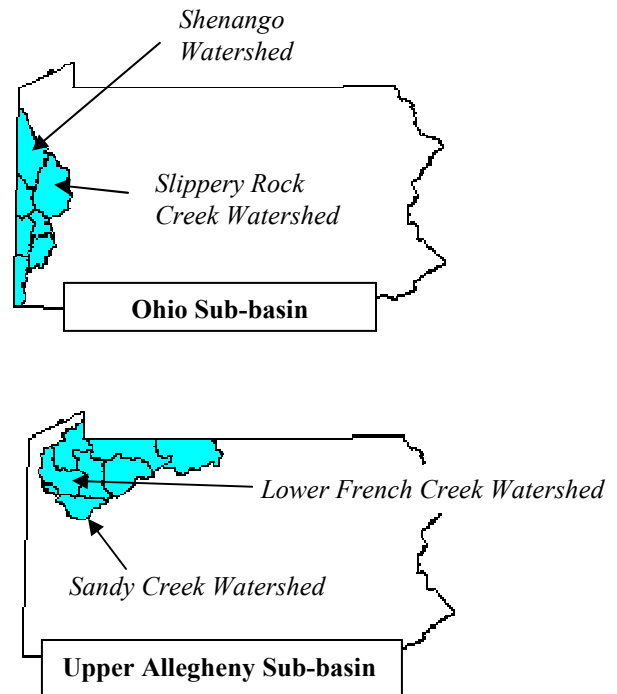 Shenango
Watershed
Slippery Rock
Creek Watershed
Ohio Sub-basin
Lower French Creek Watershed
Sandy Creek Watershed
Upper Allegheny Sub-basin